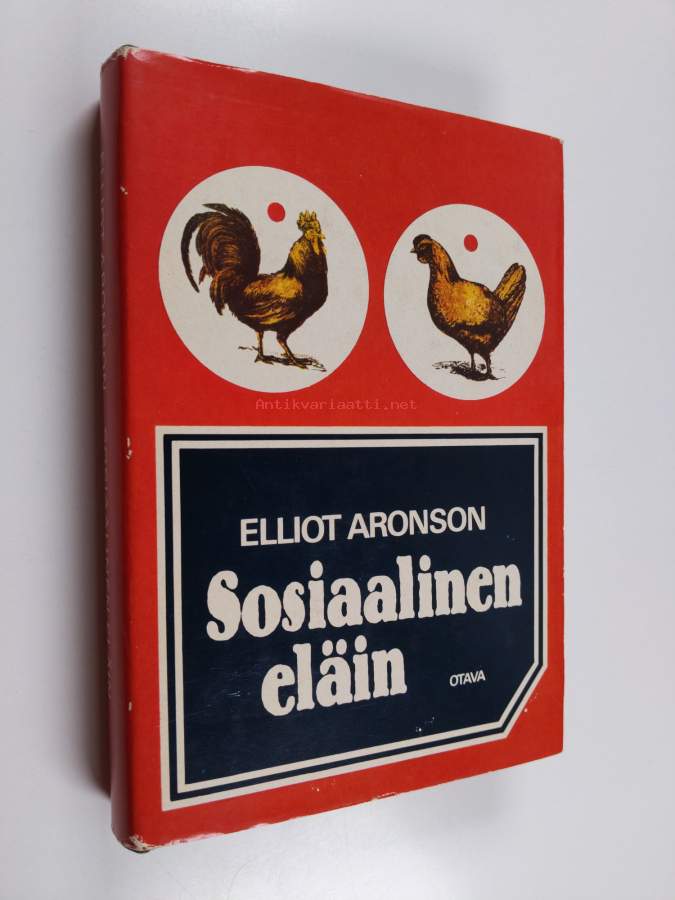 Antikvariaatti.net
ELLIOT ARONSON
Sosiaalinen
eläin
OTAVA